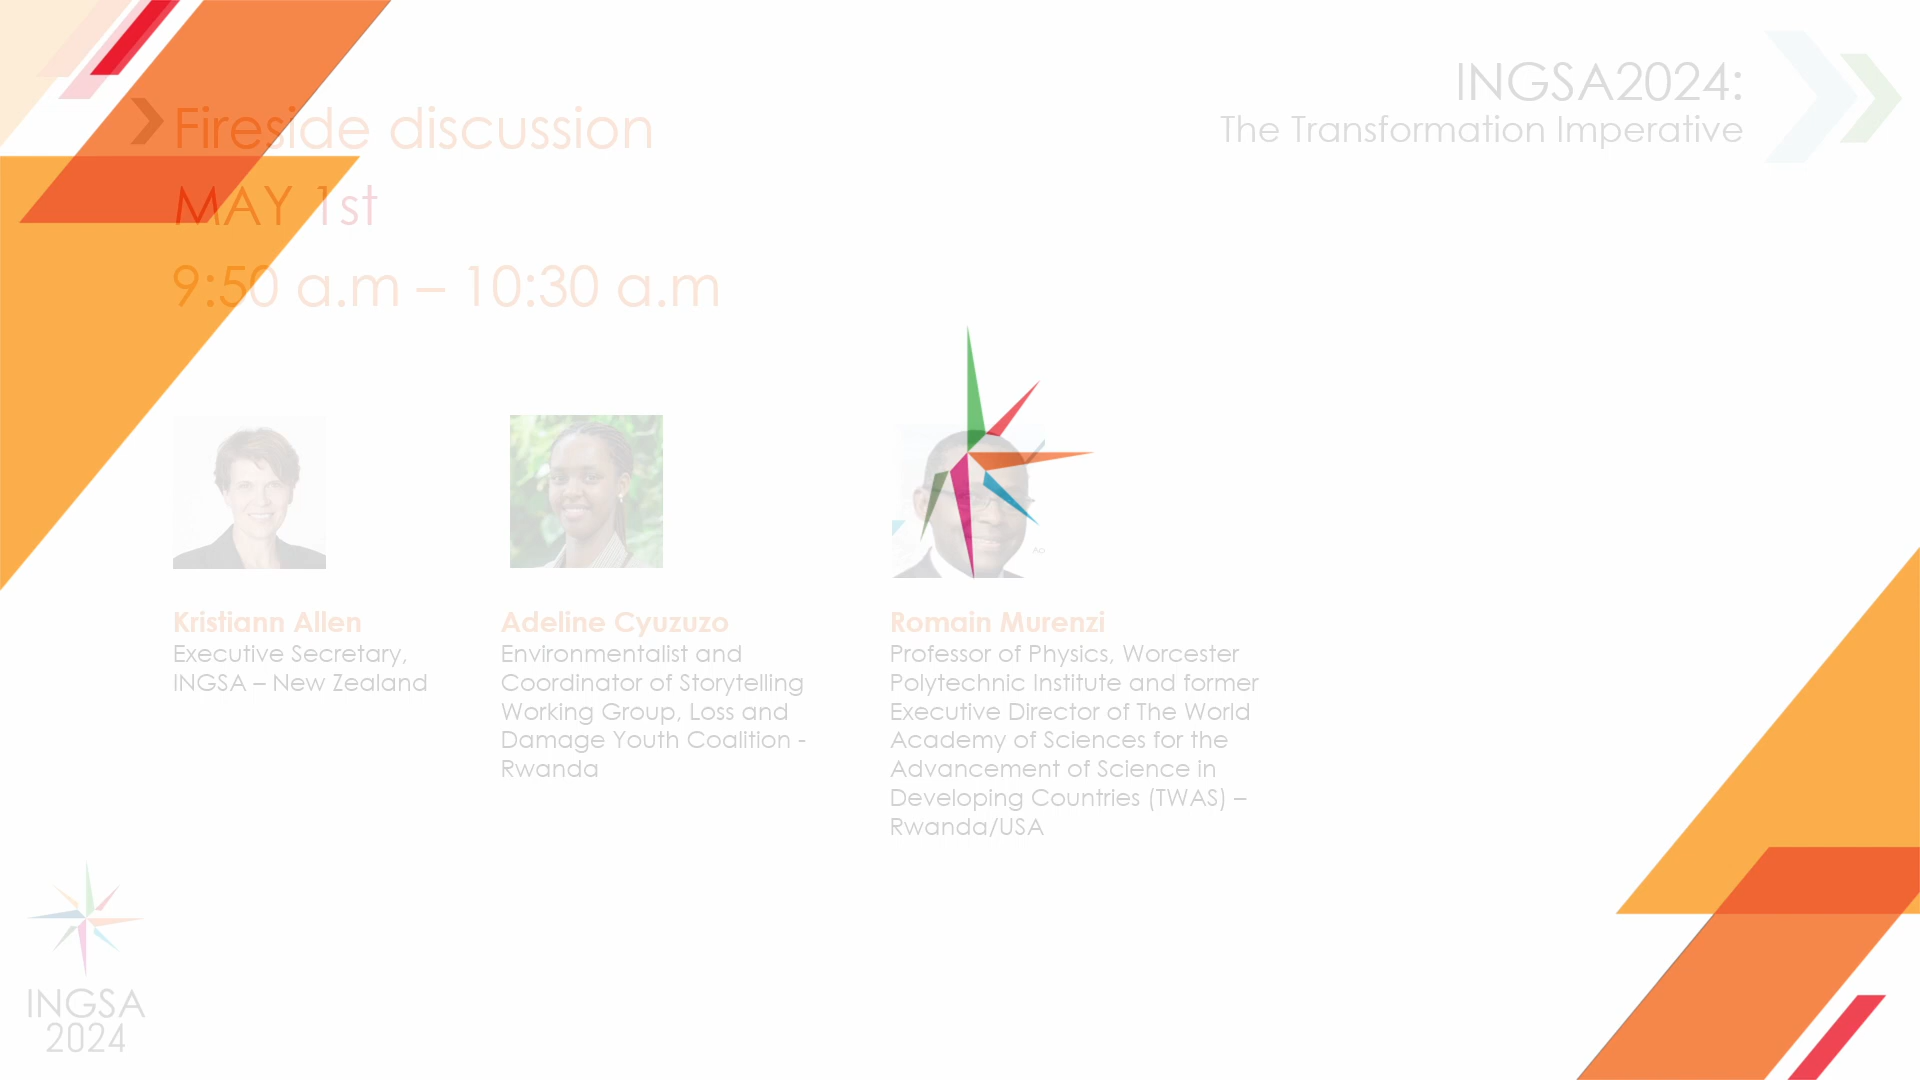 Fireside discussion
MAY 1st
9:50 a.m – 10:30 a.m
INGSA2024:
The Transformation Imperative
Kristiann Allen
Executive Secretary,
INGSA – New Zealand
Adeline Cyuzuzo
Environmentalist and
Coordinator of Storytelling
Working Group, Loss and
Damage Youth Coalition -
Rwanda
Romain Murenzi
Professor of Physics, Worcester
Polytechnic Institute and former
Executive Director of The World
Academy of Sciences for the
Advancement of Science in
Developing Countries (TWAS) –
Rwanda/USA
INGSA
2024